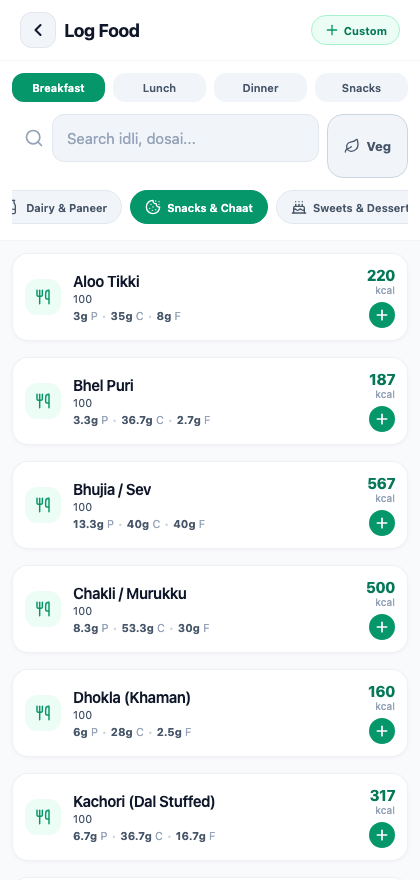 Log Food
Custom
Breakfast
Lunch
Dinner
Snacks
Search idli, dosai...
Veg
Dairy & Paneer
Snacks & Chaat
Sweets & Dessert
Aloo Tikki
100
3g P · 35g C · 8g F
220
kcal
Bhel Puri
100
3.3g P · 36.7g C · 2.7g F
187
kcal
Bhujia / Sev
100
13.3g P · 40g C · 40g F
567
kcal
Chakli / Murukku
100
8.3g P · 53.3g C · 30g F
500
kcal
Dhokla (Khaman)
100
6g P · 28g C · 2.5g F
160
kcal
Kachori (Dal Stuffed)
100
6.7g P · 36.7g C · 16.7g F
317
kcal